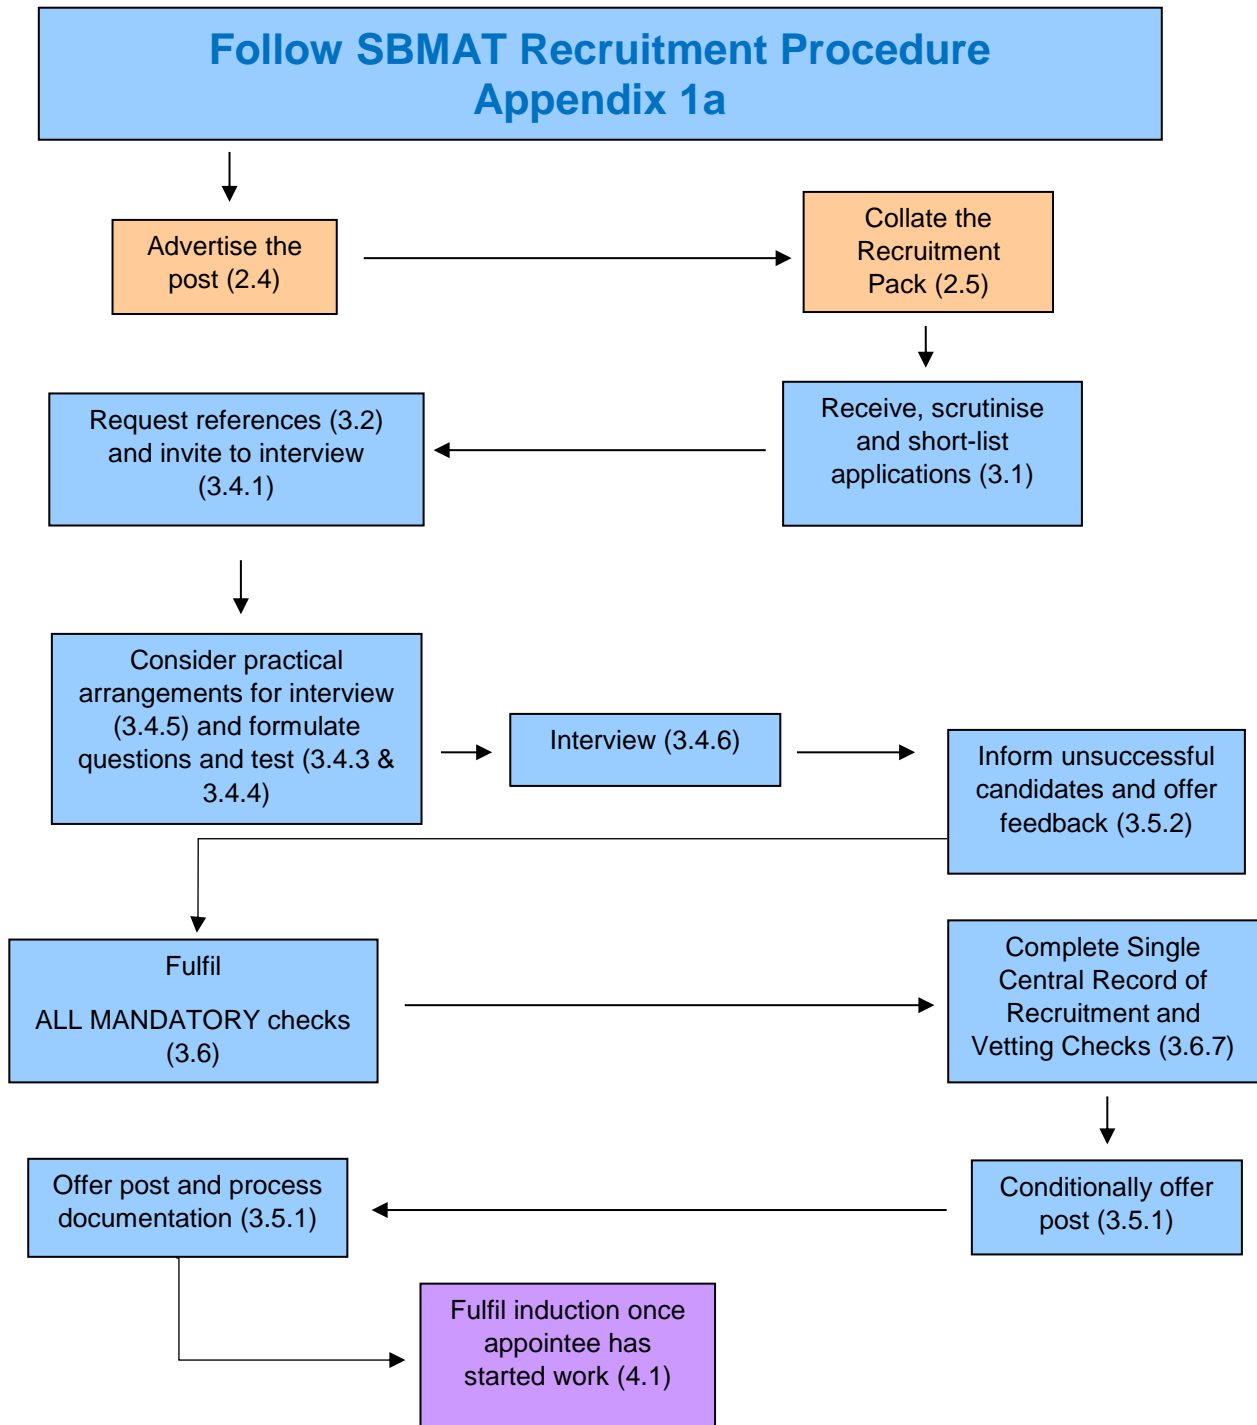 Follow SBMAT Recruitment Procedure
Appendix 1a
Advertise the
post (2.4)
Collate the
Recruitment
Pack (2.5)
Receive, scrutinise
and short-list
applications (3.1)
Request references (3.2)
and invite to interview
(3.4.1)
Consider practical
arrangements for interview
(3.4.5) and formulate
questions and test (3.4.3 &
3.4.4)
Interview (3.4.6)
Inform unsuccessful
candidates and offer
feedback (3.5.2)
Fulfil
ALL MANDATORY checks
(3.6)
Complete Single
Central Record of
Recruitment and
Vetting Checks (3.6.7)
Conditionally offer
post (3.5.1)
Offer post and process
documentation (3.5.1)
Fulfil induction once
appointee has
started work (4.1)